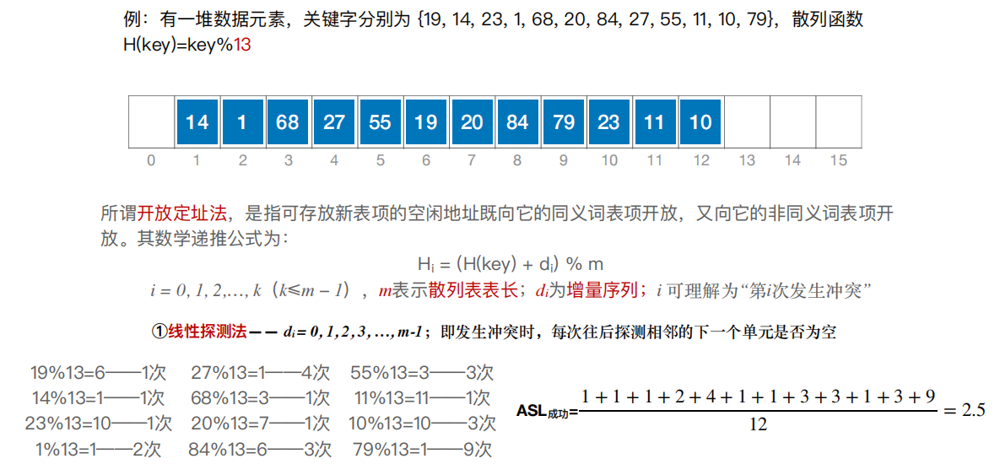 例：有一堆数据元素，关键字分别为 {19, 14, 23, 1, 68, 20, 84, 27, 55, 11, 10, 79}，散列函数
H(key)=key%13
14 1 68 27 55 19 20 84 79 23 11 10
0 1 2 3 4 5 6 7 8 9 10 11 12 13 14 15
所谓开放定址法，是指可存放新表项的空闲地址既向它的同义词表项开放，又向它的非同义词表项开
放。其数学递推公式为：
Hi = (H(key) + di) % m
i = 0, 1, 2,…, k（k≤m − 1），m表示散列表表长；di为增量序列；i 可理解为“第i次发生冲突”
①线性探测法—— di = 0, 1, 2, 3, …, m-1；即发生冲突时，每次往后探测相邻的下一个单元是否为空
19%13=6——1次 27%13=1——4次 55%13=3——3次
14%13=1——1次 68%13=3——1次 11%13=11——1次
23%13=10——1次 20%13=7——1次 10%13=10——3次
1%13=1——2次 84%13=6——3次 79%13=1——9次
1 + 1 + 1 + 2 + 4 + 1 + 1 + 3 + 3 + 1 + 3 + 9
ASL成功= = 2.5
12